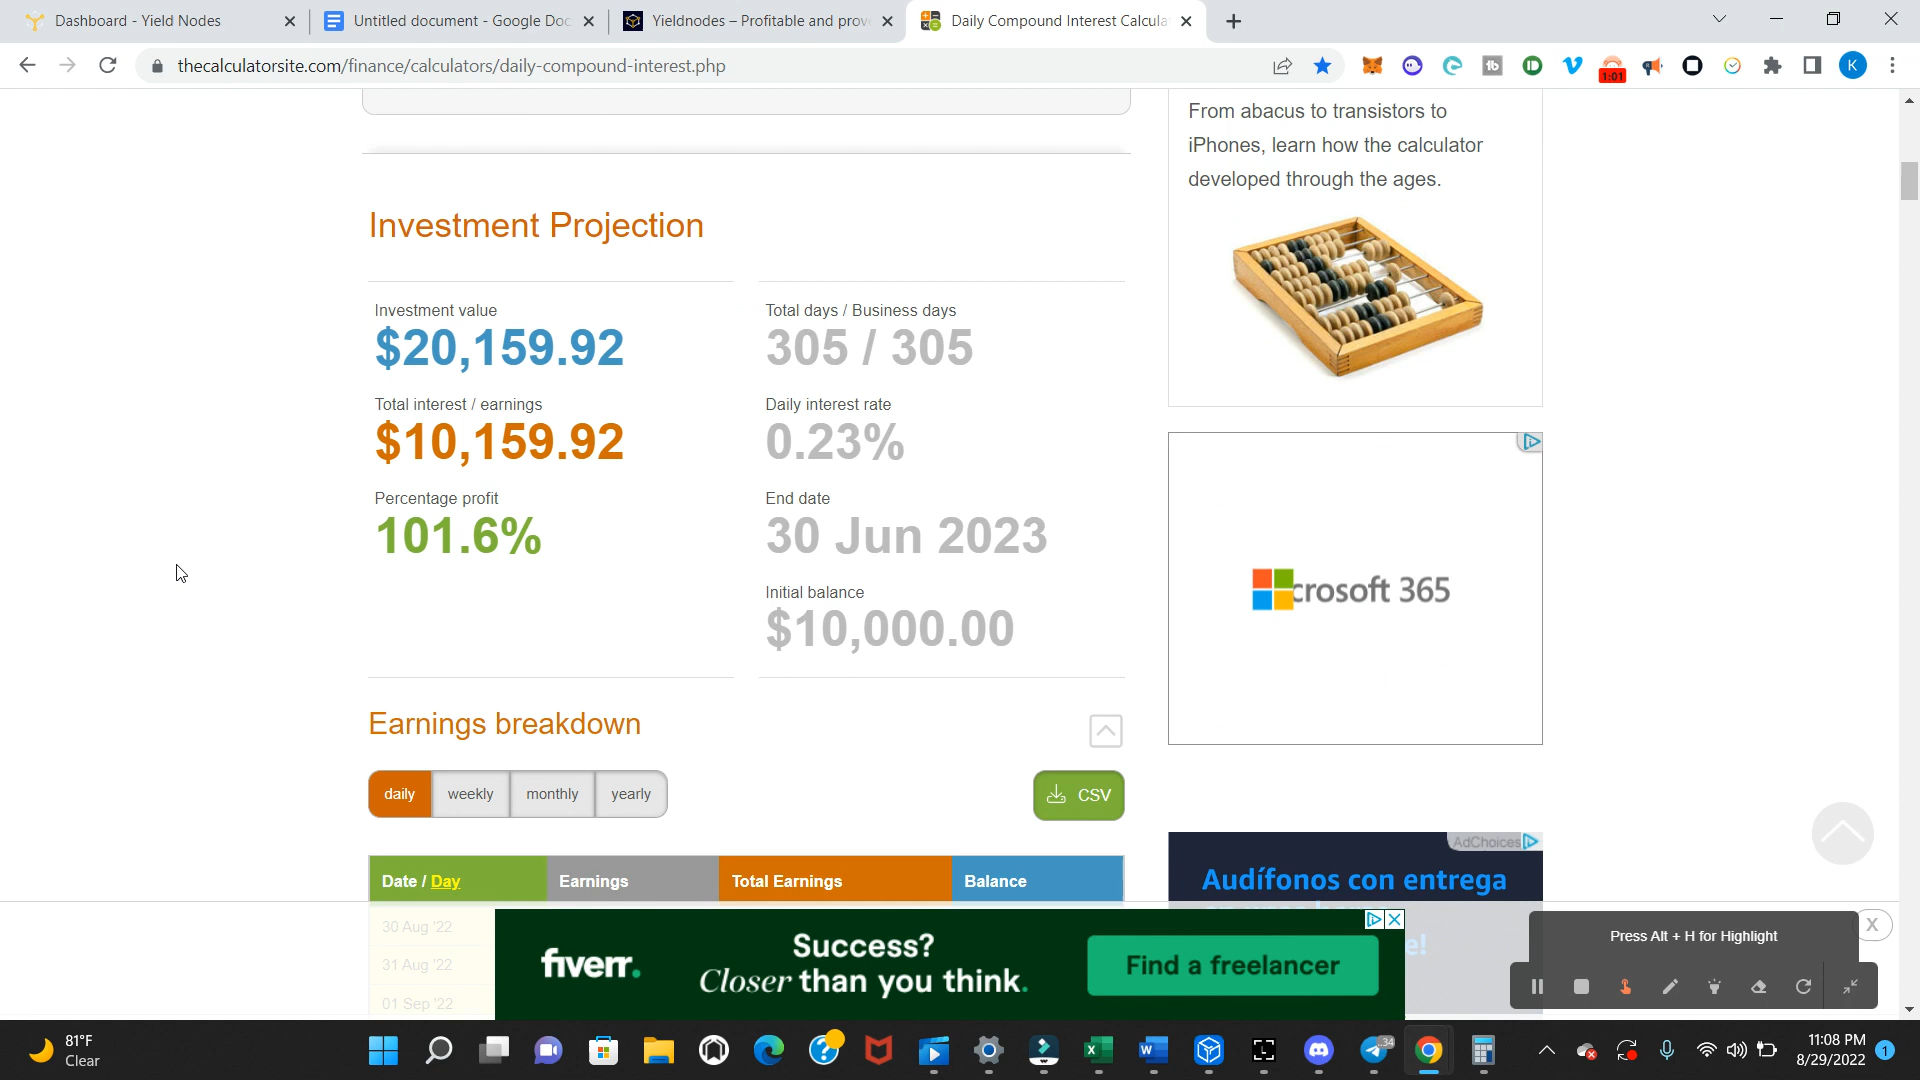 Dashboard - Yield Nodes
Untitled document - Google Doc
Yieldnodes – Profitable and prov
Daily Compound Interest Calcula
thecalculatorsite.com/finance/calculators/daily-compound-interest.php
1:01
K
From abacus to transistors to
iPhones, learn how the calculator
developed through the ages.
Investment Projection
Investment value
$20,159.92
Total days / Business days
305 / 305
Total interest / earnings
$10,159.92
Daily interest rate
0.23%
Percentage profit
101.6%
End date
30 Jun 2023
Initial balance
$10,000.00
crosoft 365
Earnings breakdown
daily
weekly
monthly
yearly
CSV
AdChoices
Audífonos con entrega
Date / Day
Earnings
Total Earnings
Balance
30 Aug '22
31 Aug '22
01 Sep '22
fiverr.
Success?
Closer than you think.
Find a freelancer
e!
X
Press Alt + H for Highlight
81°F
Clear
34
11:08 PM
8/29/2022
1